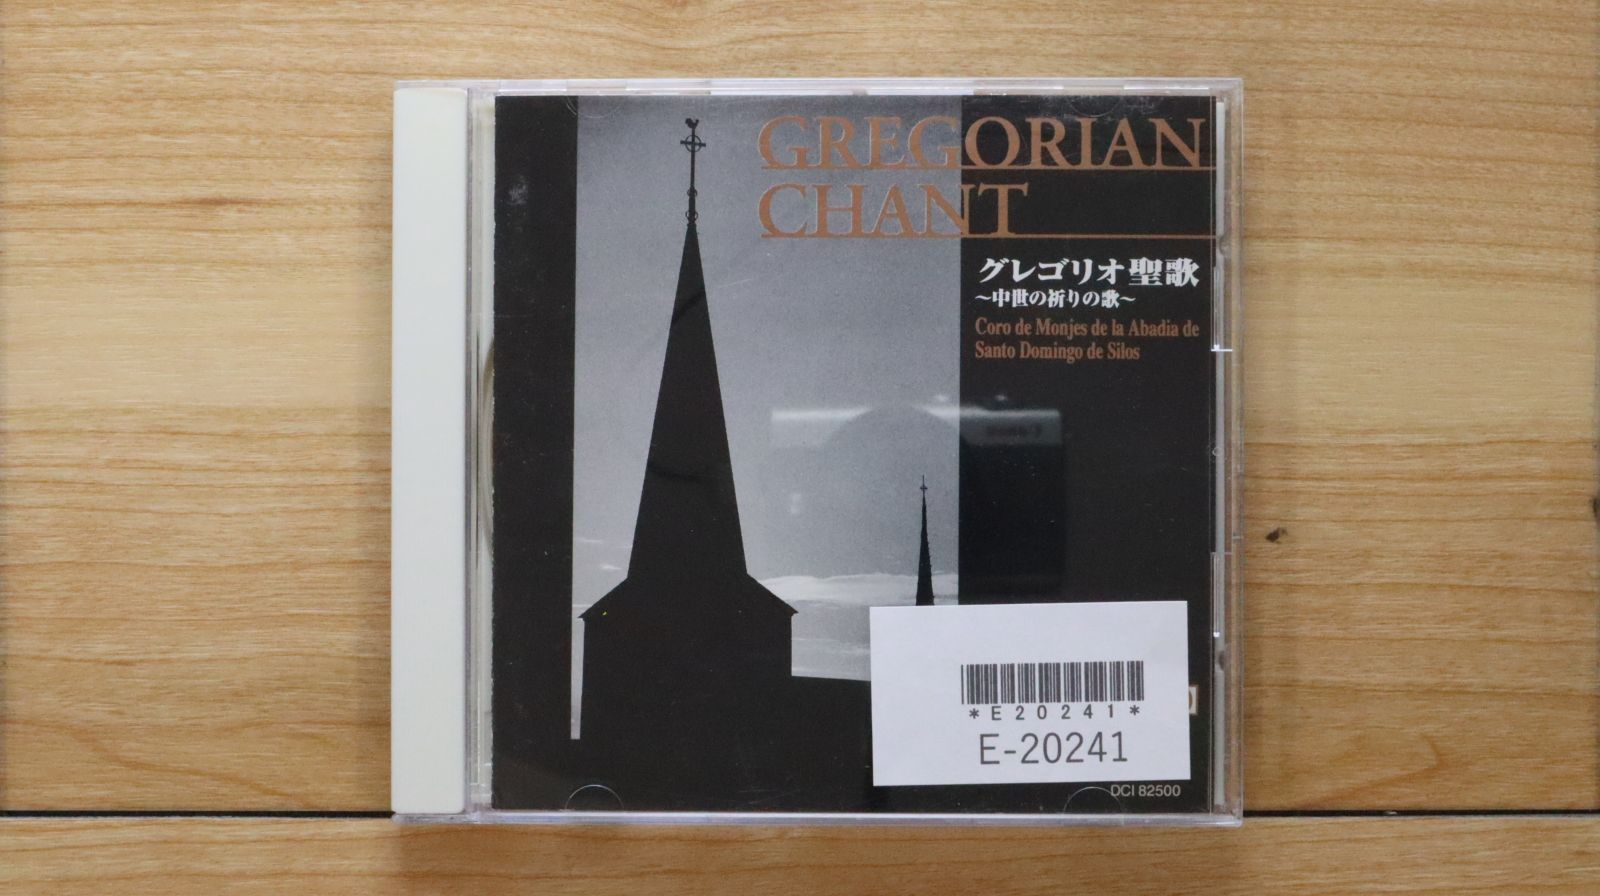 GREGORIAN
CHANT
グレゴリオ聖歌
～中世の祈りの歌～
Coro de Monjes de la Abadia de
Santo Domingo de Silos
*E20241*
E-20241
DCI 82500